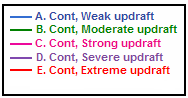 A. Cont, Weak updraft
B. Cont, Moderate updraft
C. Cont, Strong updraft
D. Cont, Severe updraft
E. Cont, Extreme updraft